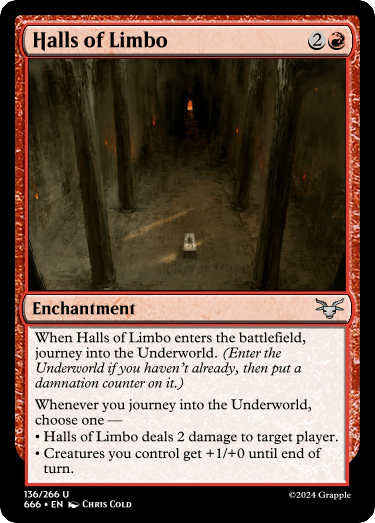 Halls of Limbo 2
Enchantment
When Halls of Limbo enters the battlefield,
journey into the Underworld. (Enter the
Underworld if you haven't already, then put a
damnation counter on it.)
Whenever you journey into the Underworld,
choose one —
• Halls of Limbo deals 2 damage to target player.
• Creatures you control get +1/+0 until end of
turn.
136/266 U
666 • EN Chris Cold
©2024 Grapple